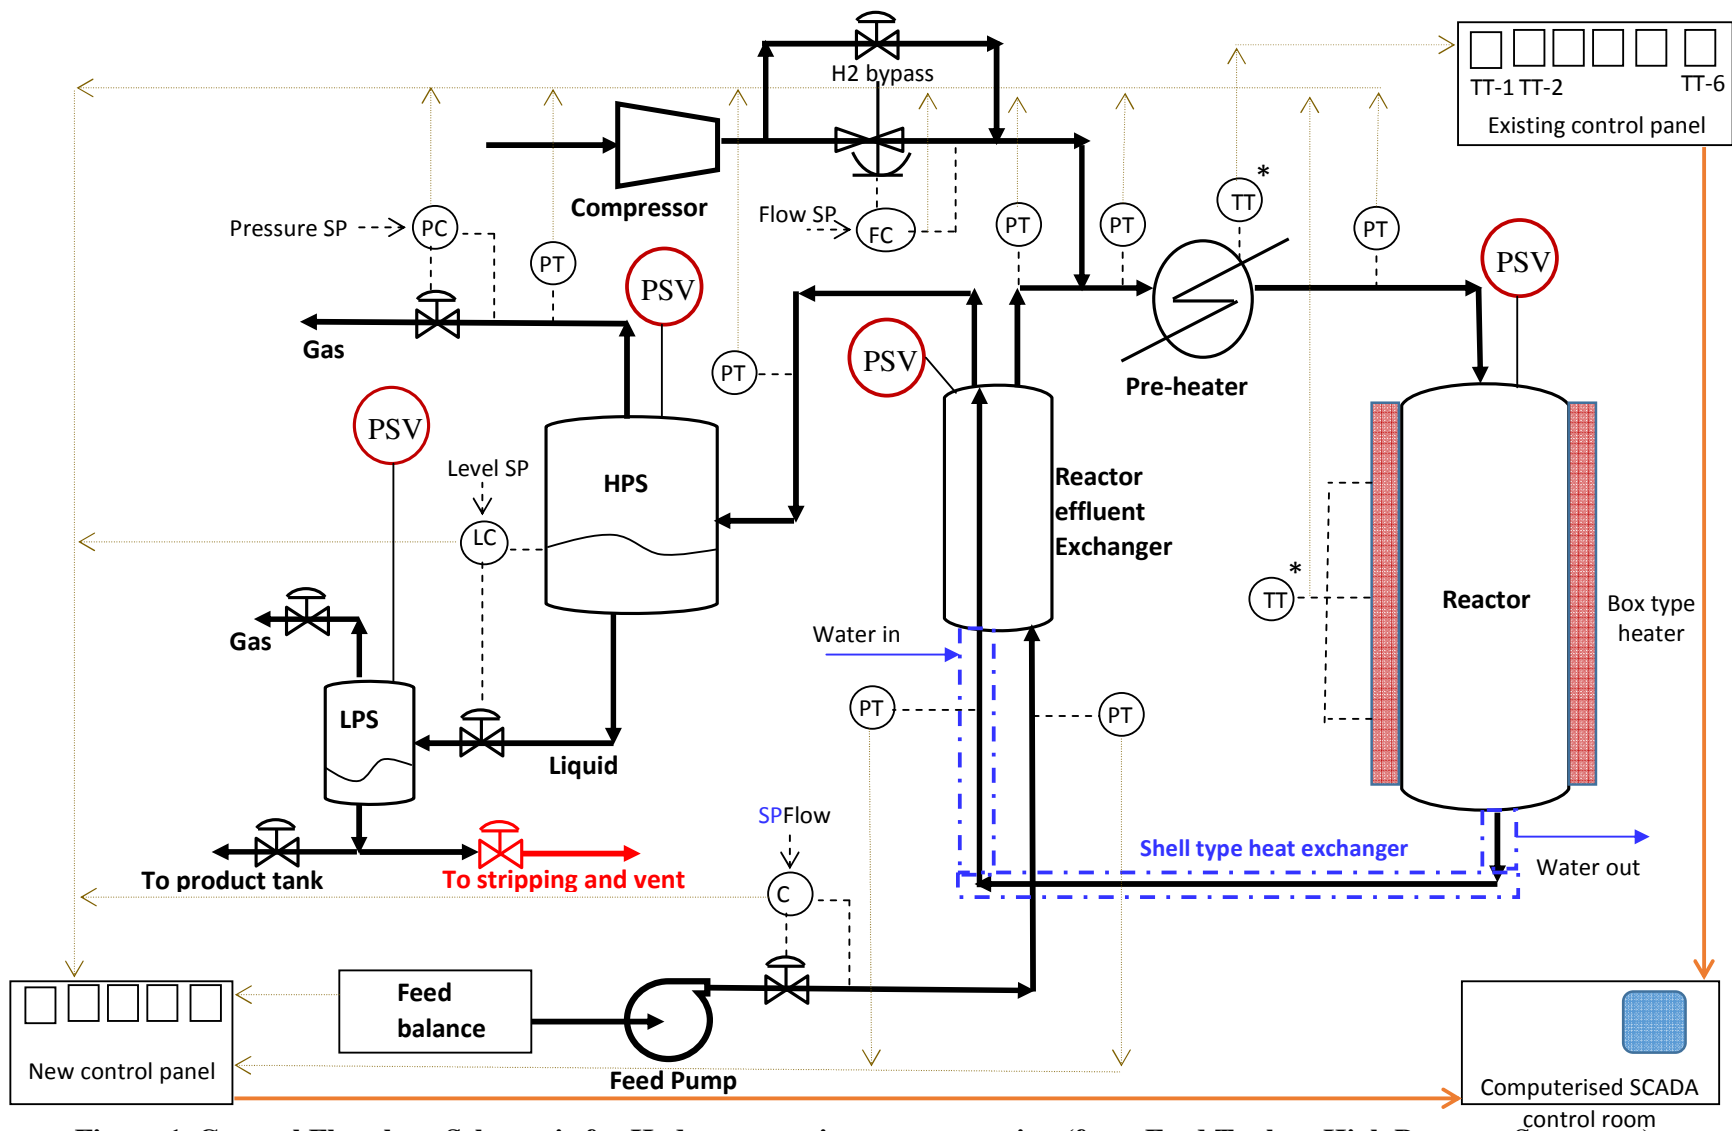 H2 bypass
TT-1 TT-2 TT-6
Existing control panel
Compressor
Pressure SP
PC
PT
Flow SP
FC
PT
PT
TT
*
PT
PSV
PSV
Gas
PT
PSV
Pre-heater
PSV
Level SP
HPS
LC
Reactor
effluent
Exchanger
TT
*
Reactor
Box type
heater
Gas
Water in
LPS
PT
PT
Liquid
SPFlow
To product tank
To stripping and vent
C
Shell type heat exchanger
Water out
Feed
balance
New control panel
Feed Pump
Computerised SCADA
control room